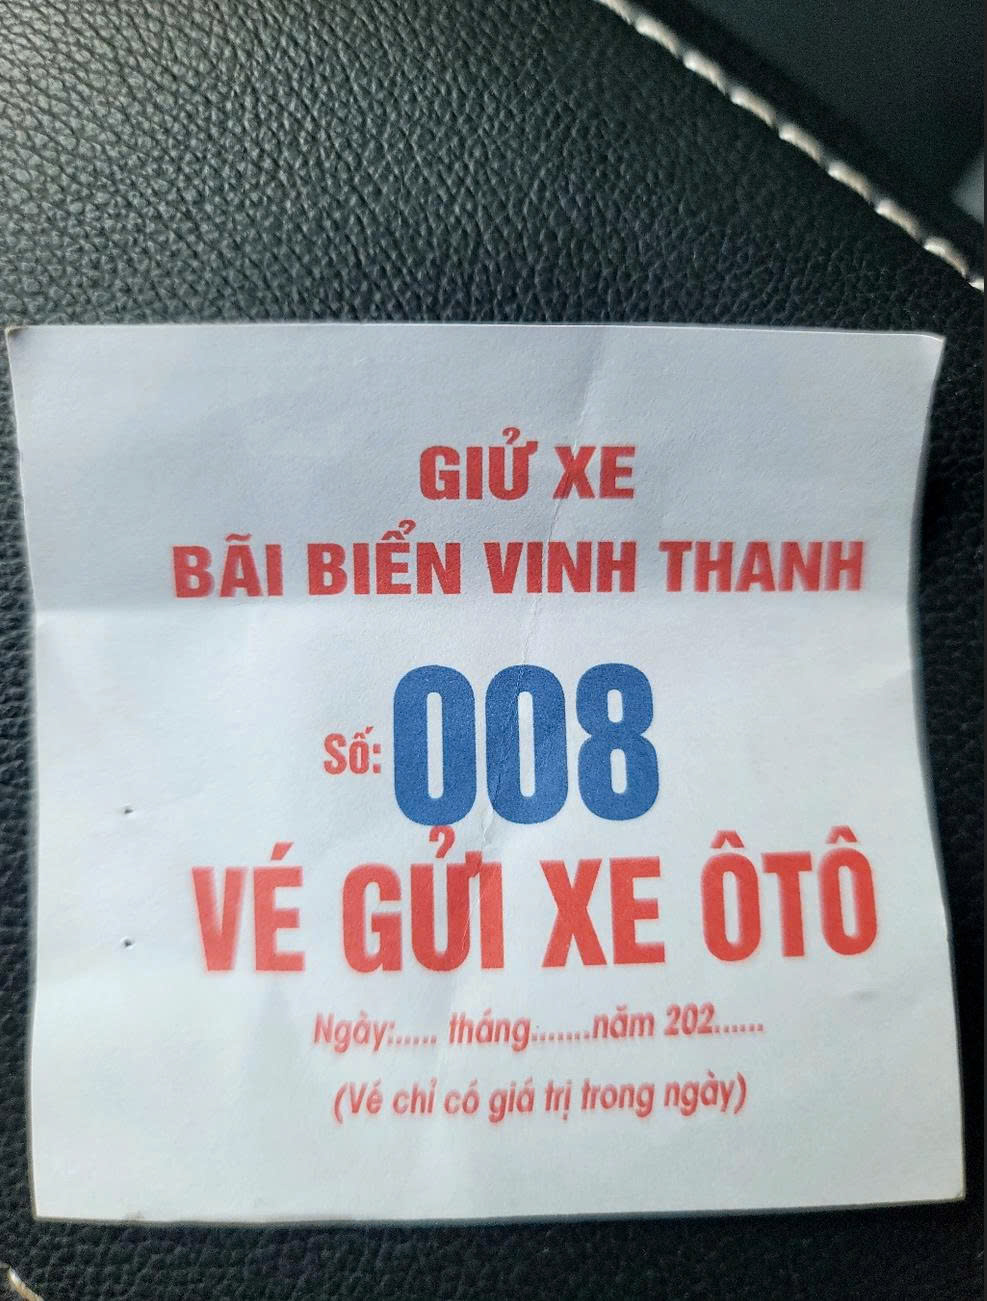 GIỬ XE
BÃI BIỂN VINH THANH
Số: 008
VÉ GỬI XE ÔTÔ
Ngày:..... tháng.......năm 202......
(Vé chỉ có giá trị trong ngày)